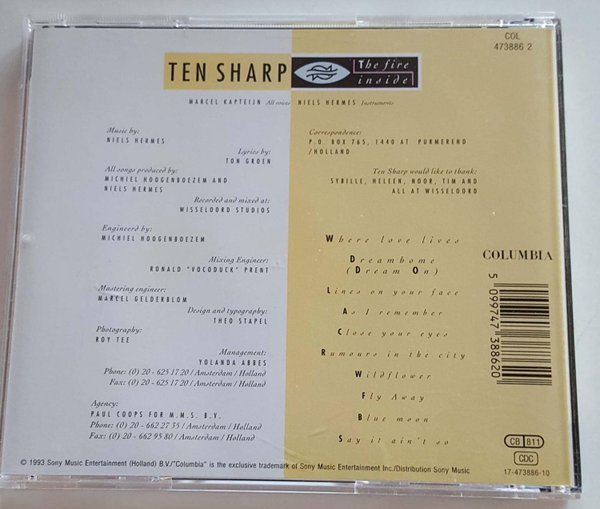 COL
473886 2
TEN SHARP
The fire
inside
MARCEL KAPTEIJN All voices NIELS HERMES Instruments
Music by:
NIELS HERMES
Lyrics by:
TON GROEN
All songs produced by:
MICHIEL HOOGENBOEZEM AND
NIELS HERMES
Recorded and mixed at:
WISSELOORD STUDIOS
Engineerd by:
MICHIEL HOOGENBOEZEM
Mixing Engineer:
RONALD "VOCODUCK" PRENT
Mastering engineer:
MARCEL GELDERBLOM
Design and typography:
THEO STAPEL
Photography:
ROY TEE
Management:
YOLANDA ABBES
Phone: (0) 20 - 625 17 20 / Amsterdam / Holland
Fax: (0) 20 - 625 17 20 / Amsterdam / Holland
Agency:
PAUL COOPS FOR M.M.S. B.V.
Phone: (0) 20 - 662 27 35 / Amsterdam / Holland
Fax: (0) 20 - 662 95 80 / Amsterdam / Holland
Correspondence:
P.O. BOX 765, 1440 AT PURMEREND
/HOLLAND
Ten Sharp would like to thank:
SYBILLE, HELEEN, NOOR, TIM AND
ALL AT WISSELOORD
Where love lives
Dreamhome
(Dream On)
Lines on your face
As I remember
Close your eyes
Rumours in the city
Wildflower
Fly Away
Blue moon
Say it ain't so
COLUMBIA
5 099747 388620
CB 811
CDC
17-473886-10
© 1993 Sony Music Entertainment (Holland) B.V./"Columbia" is the exclusive trademark of Sony Music Entertainment Inc./Distribution Sony Music